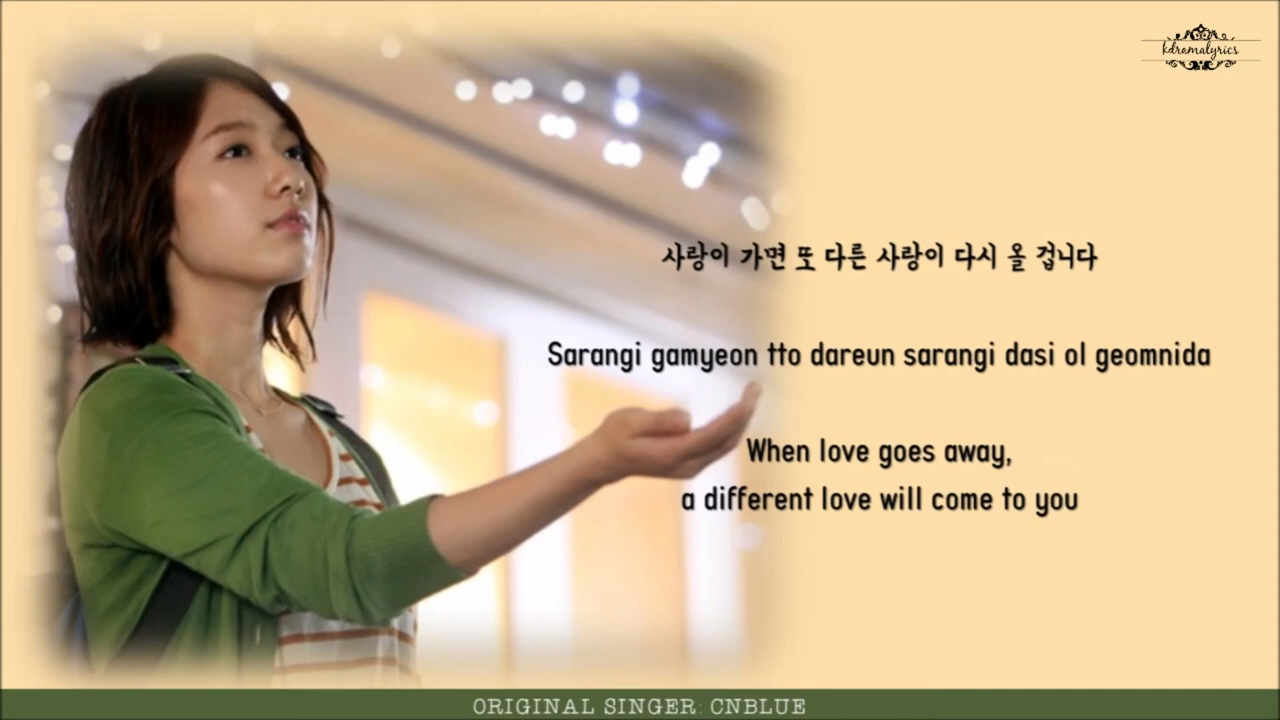 kdramalyrics
사랑이 가면 또 다른 사랑이 다시 올 겁니다
Sarangi gamyeon tto dareun sarangi dasi ol geomnida
When love goes away,
a different love will come to you
ORIGINAL SINGER: CNBLUE